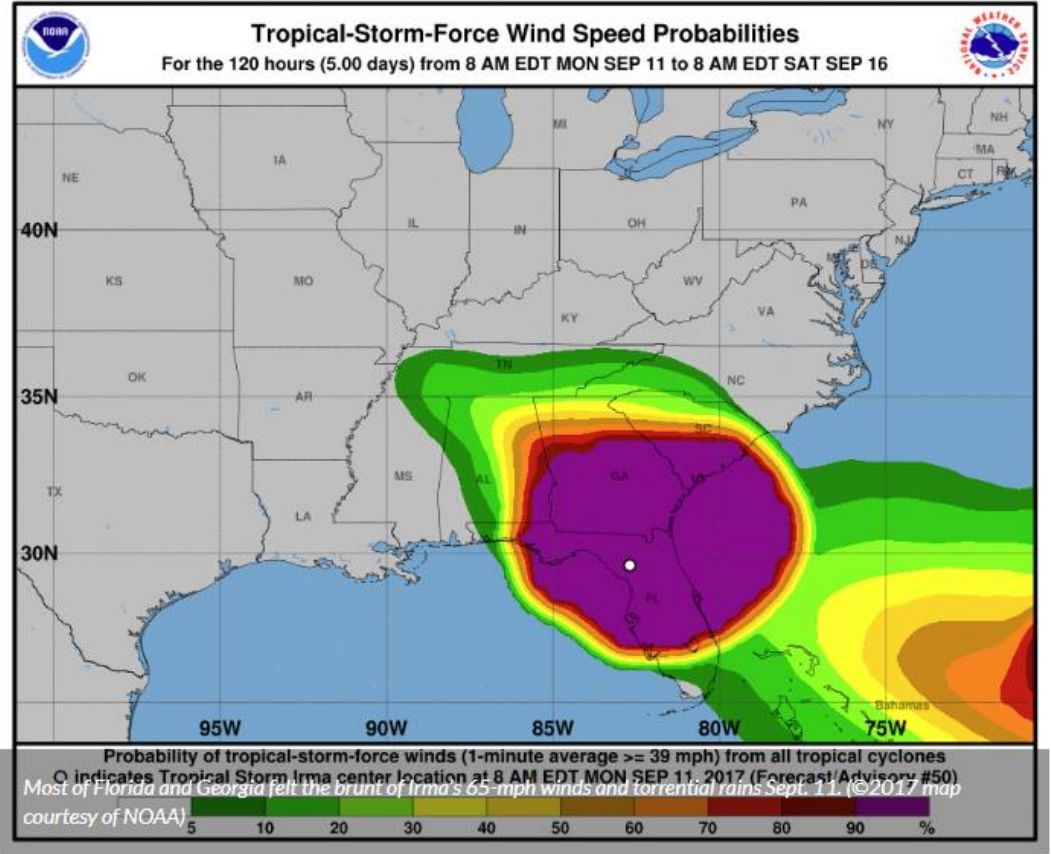 Tropical-Storm-Force Wind Speed Probabilities
For the 120 hours (5.00 days) from 8 AM EDT MON SEP 11 to 8 AM EDT SAT SEP 16
NOAA
NATIONAL WEATHER SERVICE
MI
NY
NH
IA
MA
NE
CT
PA
40N
IL
IN
OH
NJ
DE
KS
MO
WV
VA
KY
TN
OK
NC
35N
AR
SC
MS
AL
GA
TX
LA
30N
FL
Bahamas
95W 90W 85W 80W 75W
Probability of tropical-storm-force winds (1-minute average >= 39 mph) from all tropical cyclones
O indicates Tropical Storm Irma center location at 8 AM EDT MON SEP 11, 2017 (Forecast/Advisory #50)
Most of Florida and Georgia felt the brunt of Irma's 65-mph winds and torrential rains Sept. 11. (©2017 map
courtesy of NOAA)
5 10 20 30 40 50 60 70 80 90 %